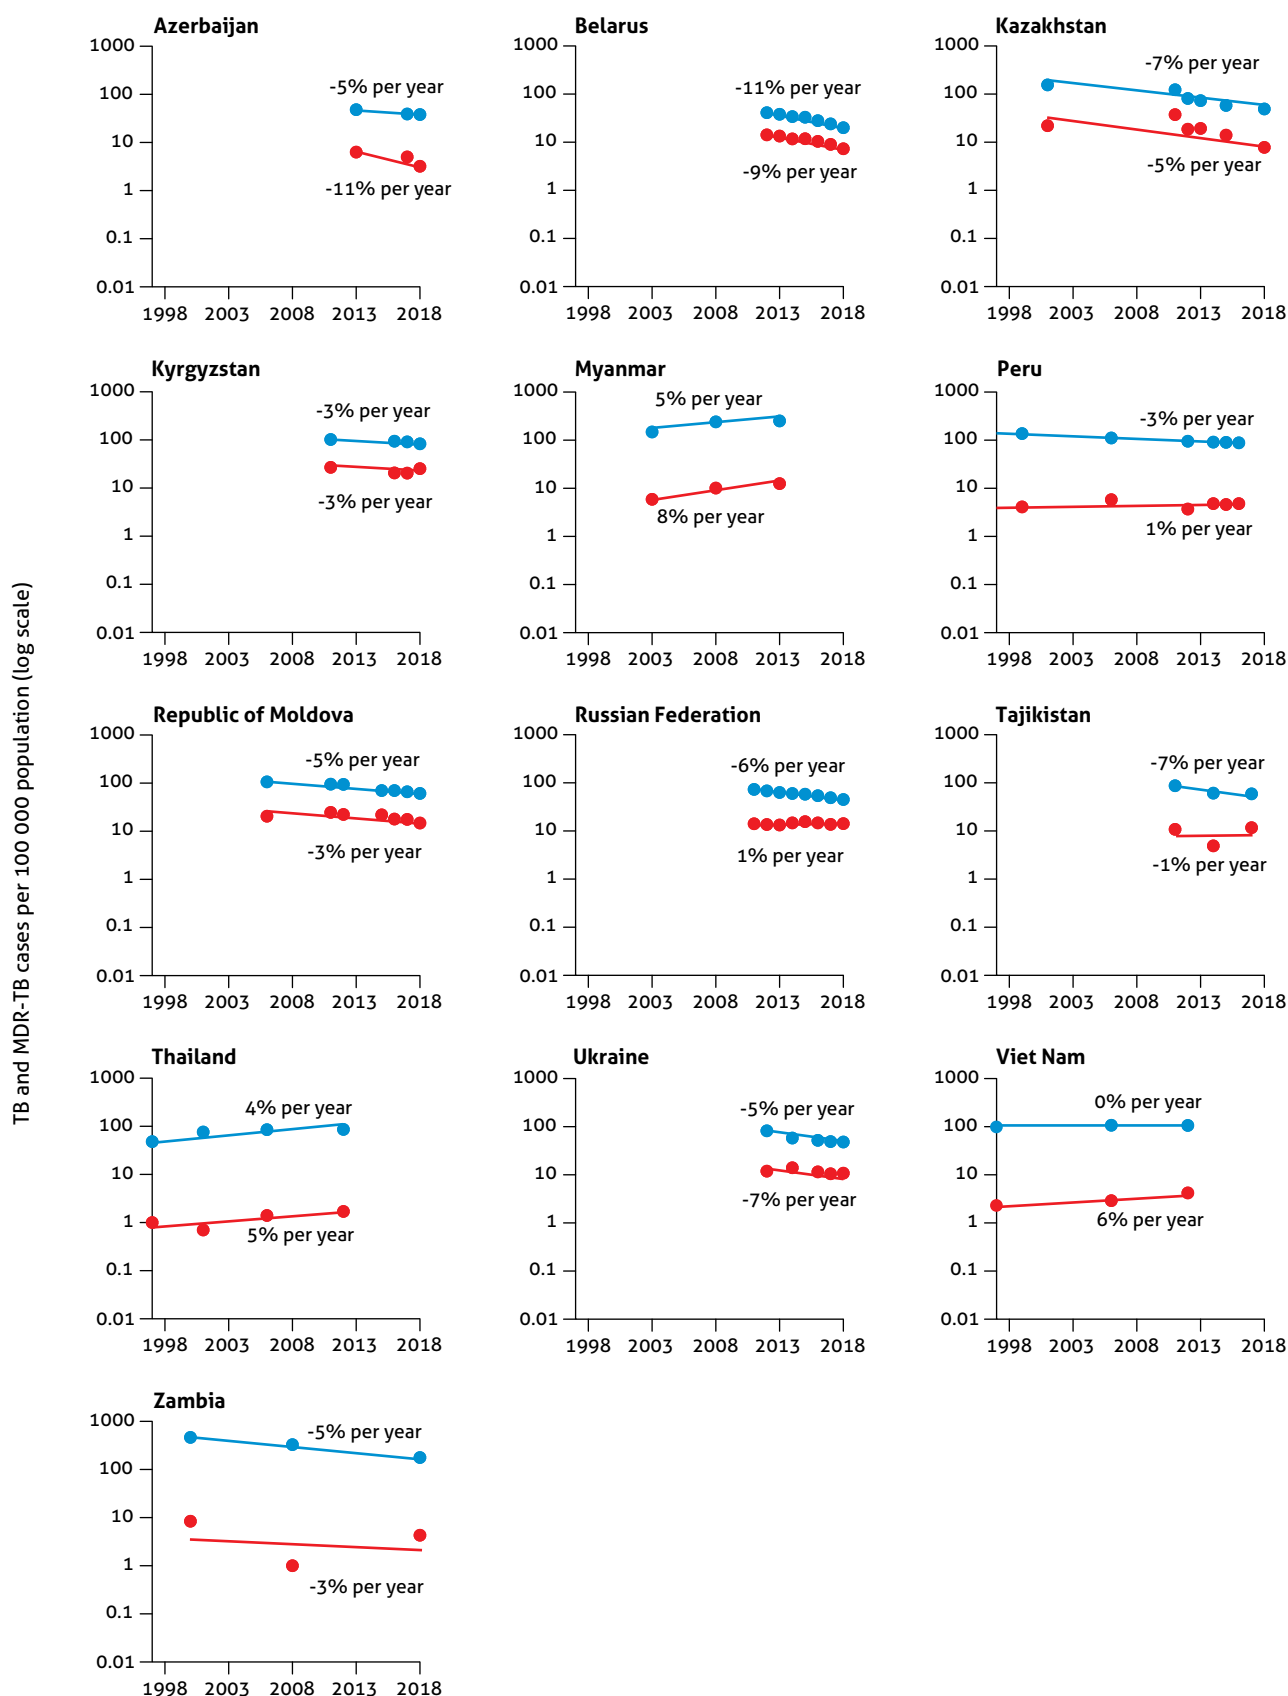 TB and MDR-TB cases per 100 000 population (log scale)
Azerbaijan
1000
100
10
1
0.1
0.01
-5% per year
-11% per year
1998 2003 2008 2013 2018
Belarus
1000
100
10
1
0.1
0.01
-11% per year
-9% per year
1998 2003 2008 2013 2018
Kazakhstan
1000
100
10
1
0.1
0.01
-7% per year
-5% per year
1998 2003 2008 2013 2018
Kyrgyzstan
1000
100
10
1
0.1
0.01
-3% per year
-3% per year
1998 2003 2008 2013 2018
Myanmar
1000
100
10
1
0.1
0.01
5% per year
8% per year
1998 2003 2008 2013 2018
Peru
1000
100
10
1
0.1
0.01
-3% per year
1% per year
1998 2003 2008 2013 2018
Republic of Moldova
1000
100
10
1
0.1
0.01
-5% per year
-3% per year
1998 2003 2008 2013 2018
Russian Federation
1000
100
10
1
0.1
0.01
-6% per year
1% per year
1998 2003 2008 2013 2018
Tajikistan
1000
100
10
1
0.1
0.01
-7% per year
-1% per year
1998 2003 2008 2013 2018
Thailand
1000
100
10
1
0.1
0.01
4% per year
5% per year
1998 2003 2008 2013 2018
Ukraine
1000
100
10
1
0.1
0.01
-5% per year
-7% per year
1998 2003 2008 2013 2018
Viet Nam
1000
100
10
1
0.1
0.01
0% per year
6% per year
1998 2003 2008 2013 2018
Zambia
1000
100
10
1
0.1
0.01
-5% per year
-3% per year
1998 2003 2008 2013 2018